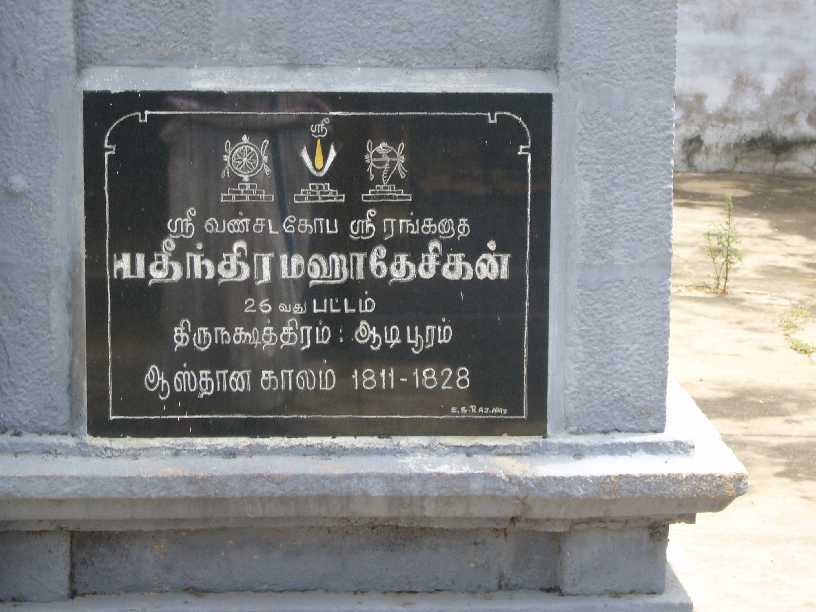 ஸ்ரீ
ஸ்ரீ வண்சடகோப ஸ்ரீ ரங்கநாத
யதீந்திரமஹாதேசிகன்
26 வது பட்டம்
திருநக்ஷத்திரம் : ஆடி பூரம்
ஆஸ்தான காலம் 1811-1828